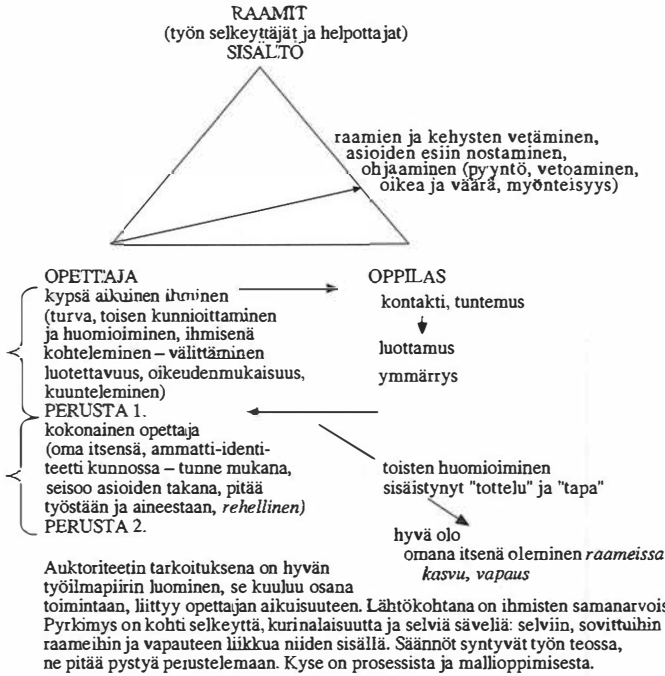 RAAMIT
(työn selkeyttäjät ja helpottajat)
SISÄLTÖ
raamien ja kehysten vetäminen,
asioiden esiin nostaminen,
ohjaaminen (pyyntö, vetoaminen,
oikea ja väärä, myönteisyys)
OPETTAJA
kypsä aikuinen ihminen
(turva, toisen kunnioittaminen
ja huomioiminen, ihmisenä
kohteleminen – välittäminen
luotettavuus, oikeudenmukaisuus,
kuunteleminen)
PERUSTA 1.
kokonainen opettaja
(oma itsensä, ammatti-identi-
teetti kunnossa – tunne mukana,
seisoo asioiden takana, pitää
työstään ja aineestaan, rehellinen)
PERUSTA 2.
OPPILAS
kontakti, tuntemus
luottamus
ymmärrys
toisten huomioiminen
sisäistynyt "tottelu" ja "tapa"
hyvä olo
omana itsenä oleminen raameissa
kasvu, vapaus
Auktoriteetin tarkoituksena on hyvän
työilmapiirin luominen, se kuuluu osana
toimintaan, liittyy opettajan aikuisuuteen. Lähtökohtana on ihmisten samanarvois
Pyrkimys on kohti selkeyttä, kurinalaisuutta ja selviä säveliä: selviin, sovittuihin
raameihin ja vapauteen liikkua niiden sisällä. Säännöt syntyvät työn teossa,
ne pitää pystyä perustelemaan. Kyse on prosessista ja mallioppimisesta.